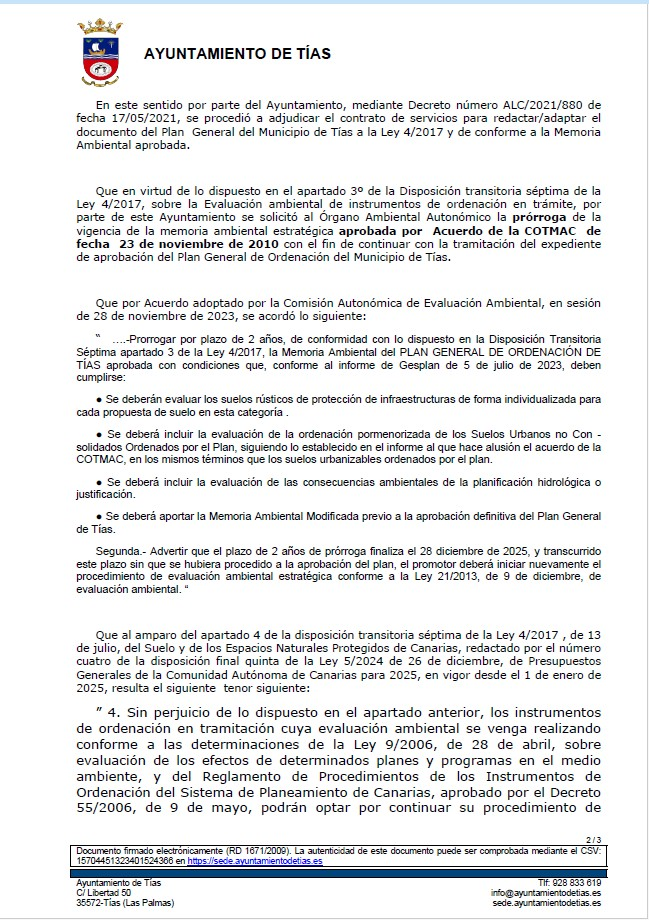 AYUNTAMIENTO DE TÍAS
En este sentido por parte del Ayuntamiento, mediante Decreto número ALC/2021/880 de
fecha 17/05/2021, se procedió a adjudicar el contrato de servicios para redactar/adaptar el
documento del Plan General del Municipio de Tías a la Ley 4/2017 y de conforme a la Memoria
Ambiental aprobada.
Que en virtud de lo dispuesto en el apartado 3º de la Disposición transitoria séptima de la
Ley 4/2017, sobre la Evaluación ambiental de instrumentos de ordenación en trámite, por
parte de este Ayuntamiento se solicitó al Órgano Ambiental Autonómico la prórroga de la
vigencia de la memoria ambiental estratégica aprobada por Acuerdo de la COTMAC de
fecha 23 de noviembre de 2010 con el fin de continuar con la tramitación del expediente
de aprobación del Plan General de Ordenación del Municipio de Tías.
Que por Acuerdo adoptado por la Comisión Autonómica de Evaluación Ambiental, en sesión
de 28 de noviembre de 2023, se acordó lo siguiente:
“ ….-Prorrogar por plazo de 2 años, de conformidad con lo dispuesto en la Disposición Transitoria
Séptima apartado 3 de la Ley 4/2017, la Memoria Ambiental del PLAN GENERAL DE ORDENACIÓN DE
TÍAS aprobada con condiciones que, conforme al informe de Gesplan de 5 de julio de 2023, deben
cumplirse:
● Se deberán evaluar los suelos rústicos de protección de infraestructuras de forma individualizada para
cada propuesta de suelo en esta categoría .
● Se deberá incluir la evaluación de la ordenación pormenorizada de los Suelos Urbanos no Con -
solidados Ordenados por el Plan, siguiendo lo establecido en el informe al que hace alusión el acuerdo de la
COTMAC, en los mismos términos que los suelos urbanizables ordenados por el plan.
● Se deberá incluir la evaluación de las consecuencias ambientales de la planificación hidrológica o
justificación.
● Se deberá aportar la Memoria Ambiental Modificada previo a la aprobación definitiva del Plan General
de Tías.
Segunda.- Advertir que el plazo de 2 años de prórroga finaliza el 28 diciembre de 2025, y transcurrido
este plazo sin que se hubiera procedido a la aprobación del plan, el promotor deberá iniciar nuevamente el
procedimiento de evaluación ambiental estratégica conforme a la Ley 21/2013, de 9 de diciembre, de
evaluación ambiental. “
Que al amparo del apartado 4 de la disposición transitoria séptima de la Ley 4/2017 , de 13
de julio, del Suelo y de los Espacios Naturales Protegidos de Canarias, redactado por el número
cuatro de la disposición final quinta de la Ley 5/2024 de 26 de diciembre, de Presupuestos
Generales de la Comunidad Autónoma de Canarias para 2025, en vigor desde el 1 de enero de
2025, resulta el siguiente tenor siguiente:
” 4. Sin perjuicio de lo dispuesto en el apartado anterior, los instrumentos
de ordenación en tramitación cuya evaluación ambiental se venga realizando
conforme a las determinaciones de la Ley 9/2006, de 28 de abril, sobre
evaluación de los efectos de determinados planes y programas en el medio
ambiente, y del Reglamento de Procedimientos de los Instrumentos de
Ordenación del Sistema de Planeamiento de Canarias, aprobado por el Decreto
55/2006, de 9 de mayo, podrán optar por continuar su procedimiento de
2 / 3
Documento firmado electrónicamente (RD 1671/2009). La autenticidad de este documento puede ser comprobada mediante el CSV:
15704451323401524366 en https://sede.ayuntamientodetias.es
Ayuntamiento de Tías
C/ Libertad 50
35572-Tías (Las Palmas)
Tlf: 928 833 619
info@ayuntamientodetias.es
sede.ayuntamientodetias.es